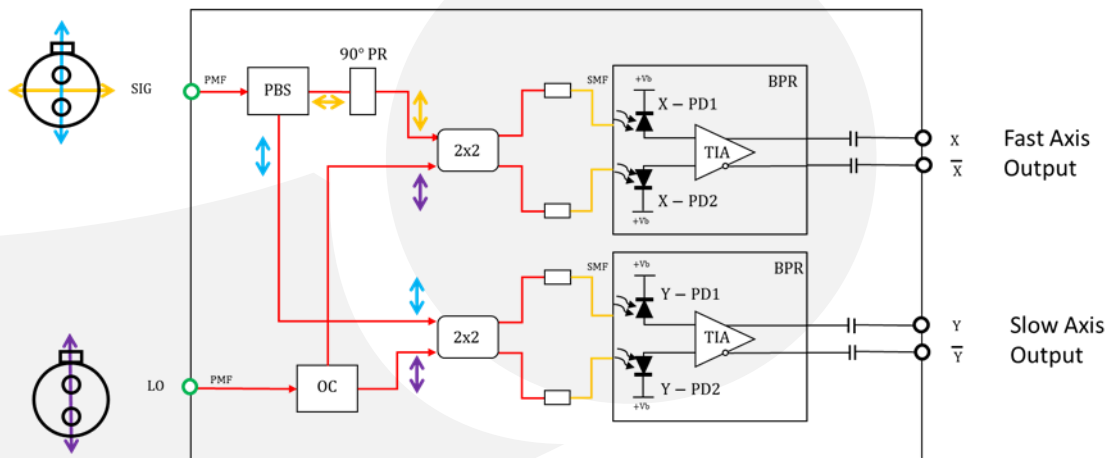 90° PR
BPR
SIG
PMF
PBS
SMF
+Vb
X − PD1
2x2
TIA
X
Fast Axis
X̅
Output
X − PD2
+Vb
BPR
SMF
+Vb
Y − PD1
2x2
TIA
Y
Slow Axis
Y̅
Output
LO
PMF
OC
Y − PD2
+Vb